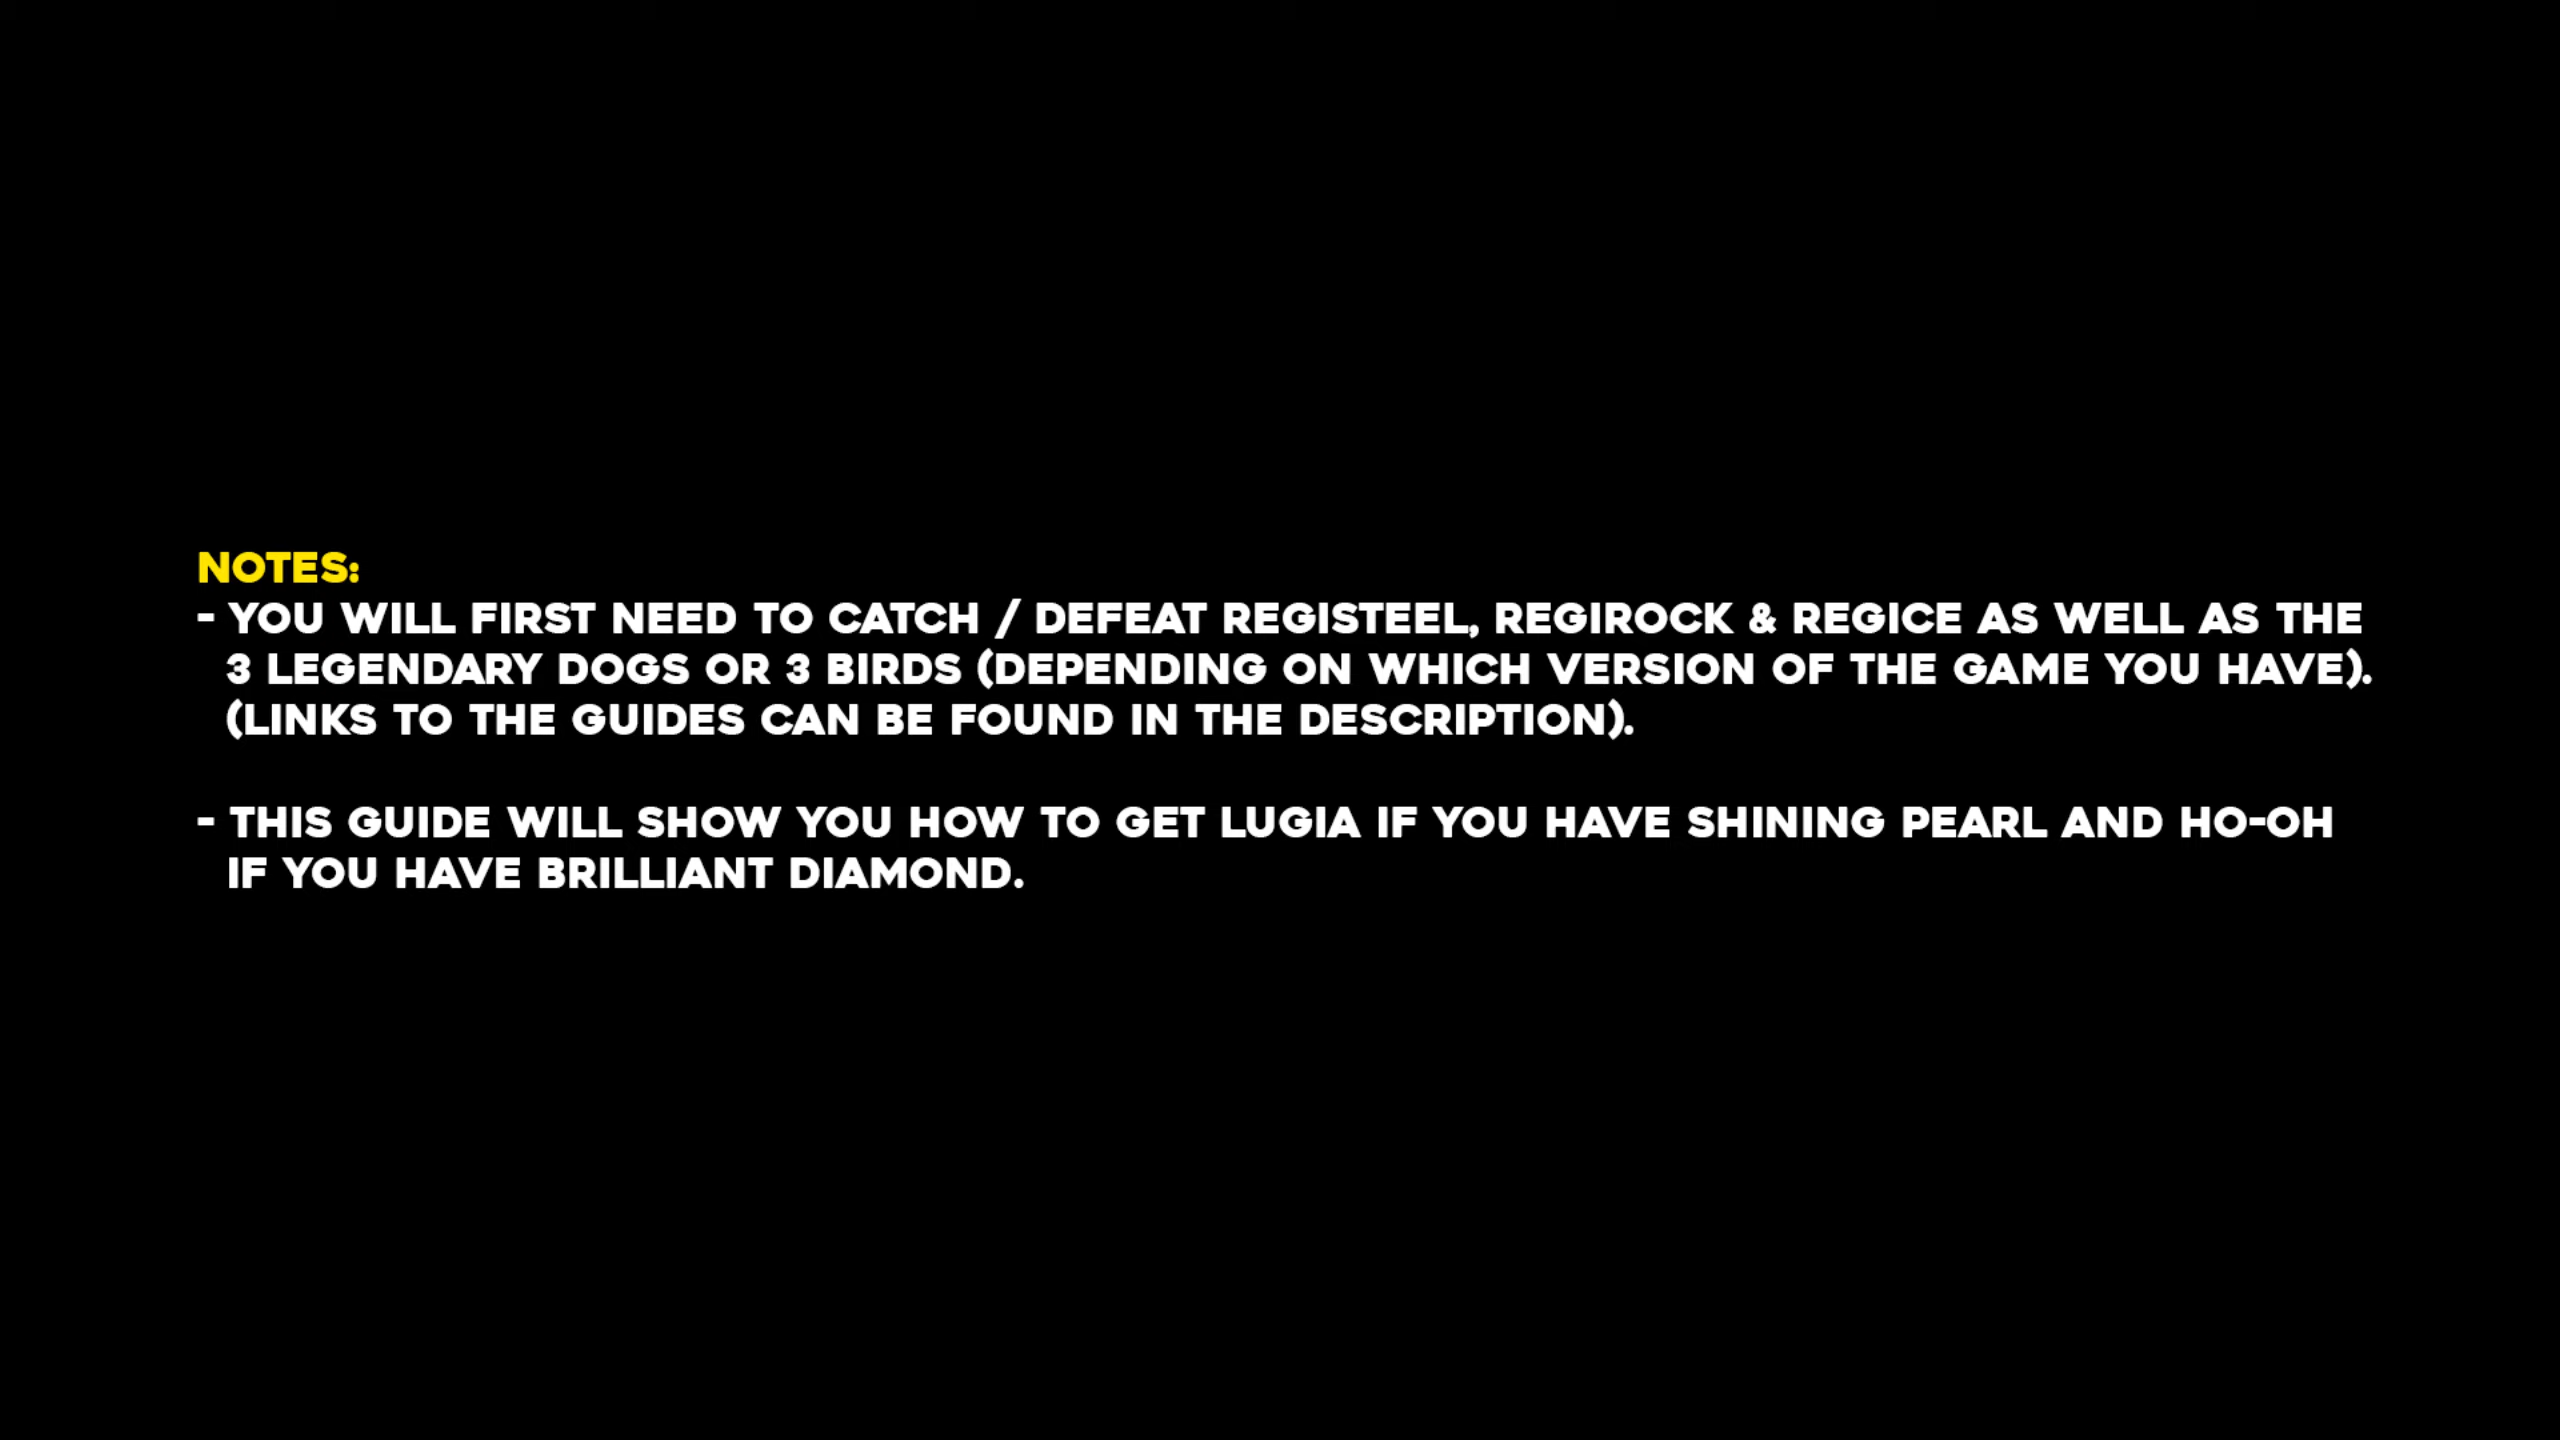 NOTES:
- YOU WILL FIRST NEED TO CATCH / DEFEAT REGISTEEL, REGIROCK & REGICE AS WELL AS THE
3 LEGENDARY DOGS OR 3 BIRDS (DEPENDING ON WHICH VERSION OF THE GAME YOU HAVE).
(LINKS TO THE GUIDES CAN BE FOUND IN THE DESCRIPTION).
- THIS GUIDE WILL SHOW YOU HOW TO GET LUGIA IF YOU HAVE SHINING PEARL AND HO-OH
IF YOU HAVE BRILLIANT DIAMOND.